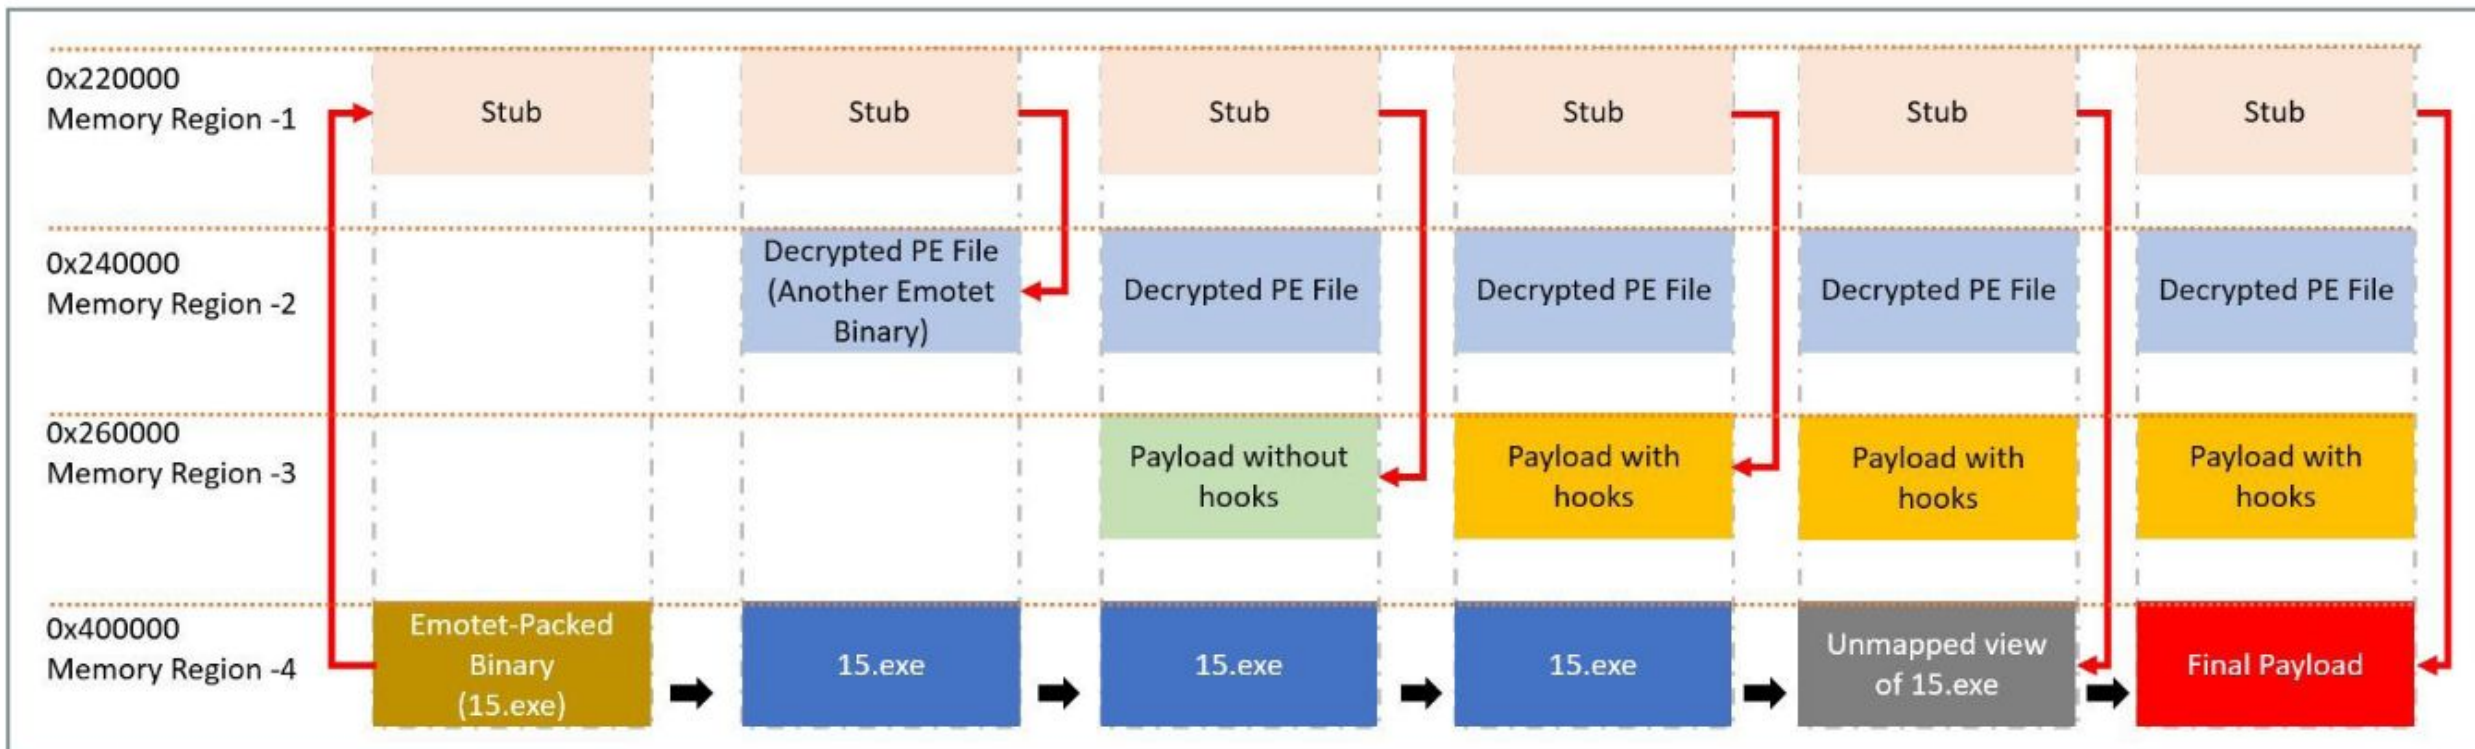 0x220000
Memory Region -1
Stub
Stub
Stub
Stub
Stub
Stub
0x240000
Memory Region -2
Decrypted PE File
(Another Emotet
Binary)
Decrypted PE File
Decrypted PE File
Decrypted PE File
Decrypted PE File
0x260000
Memory Region -3
Payload without
hooks
Payload with
hooks
Payload with
hooks
Payload with
hooks
0x400000
Memory Region -4
Emotet-Packed
Binary
(15.exe)
15.exe
15.exe
15.exe
Unmapped view
of 15.exe
Final Payload